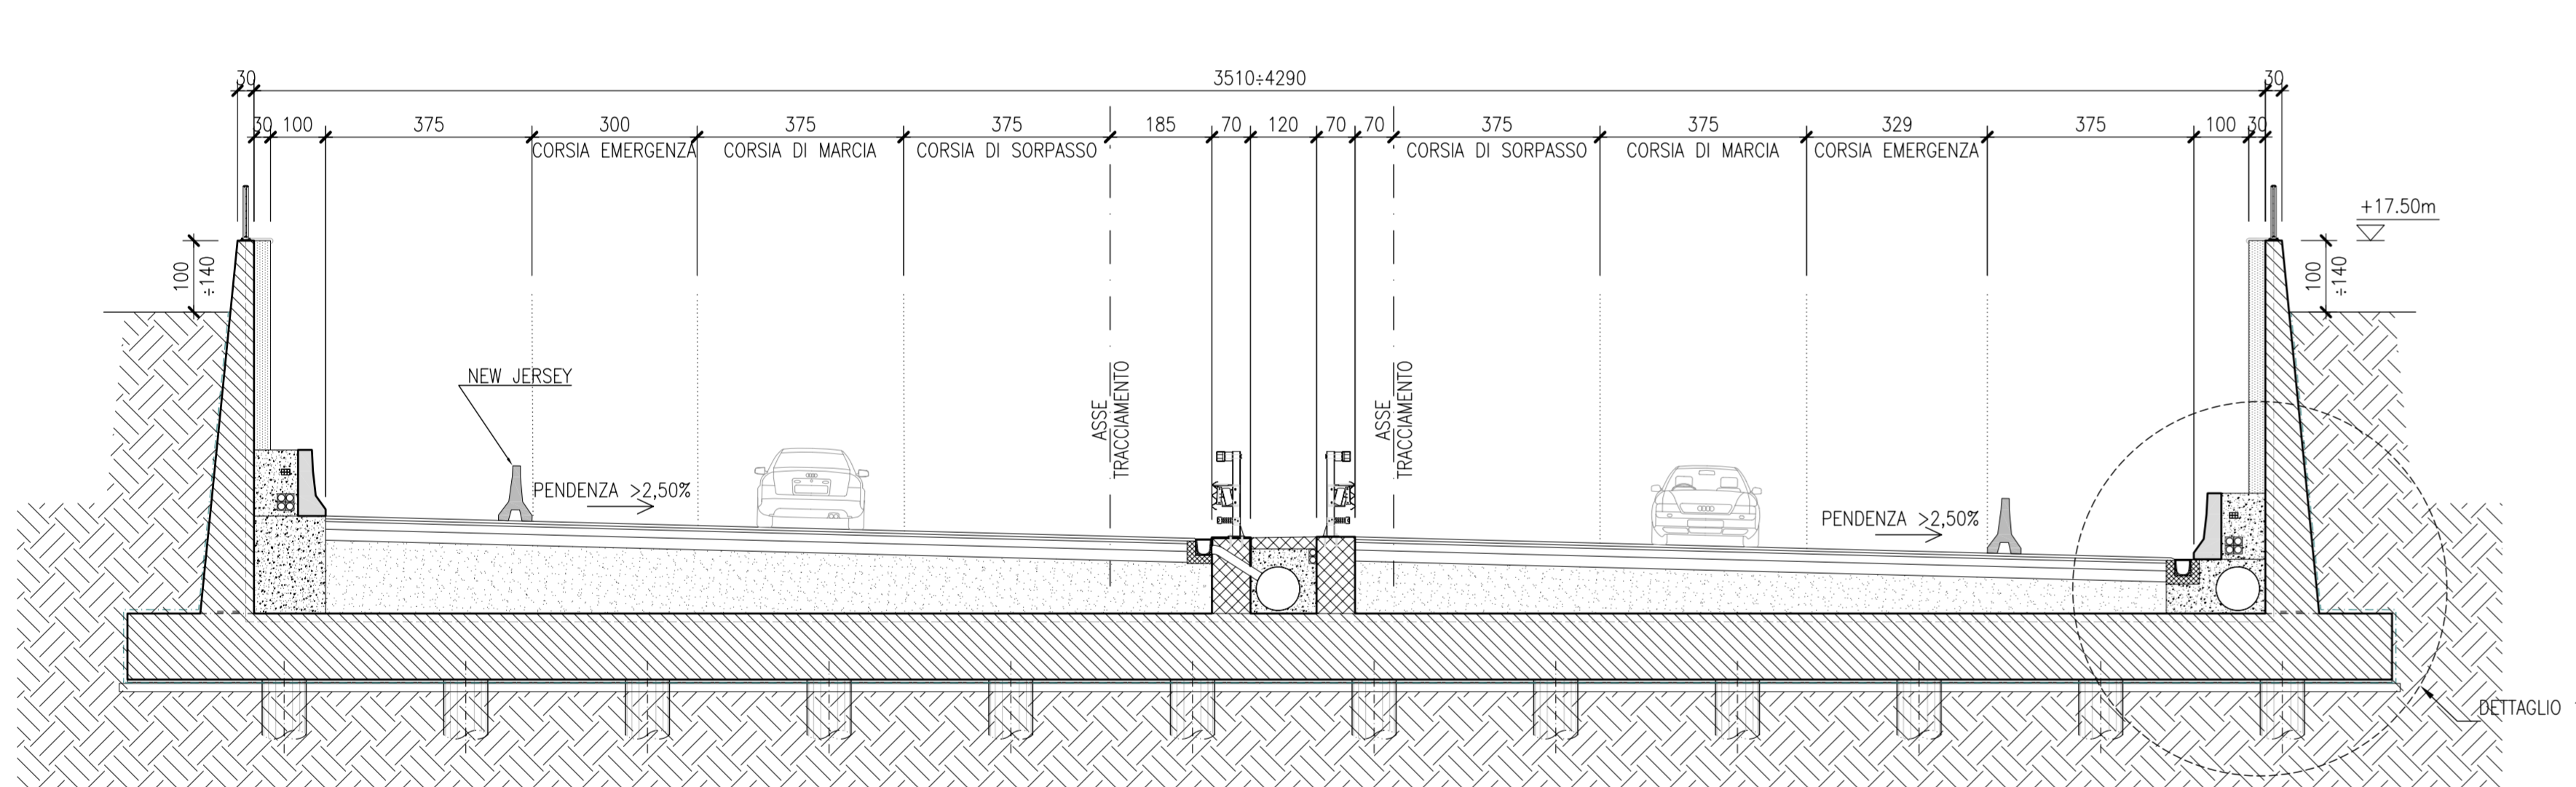 30 3510÷4290 30
30 100 375 300 375 375 185 70 120 70 70 375 375 329 375 100 30
CORSIA EMERGENZA CORSIA DI MARCIA CORSIA DI SORPASSO CORSIA DI SORPASSO CORSIA DI MARCIA CORSIA EMERGENZA
+17.50m
100
÷140
100
÷140
NEW JERSEY
ASSE
TRACCIAMENTO
ASSE
TRACCIAMENTO
PENDENZA >2,50%
PENDENZA >2,50%
DETTAGLIO